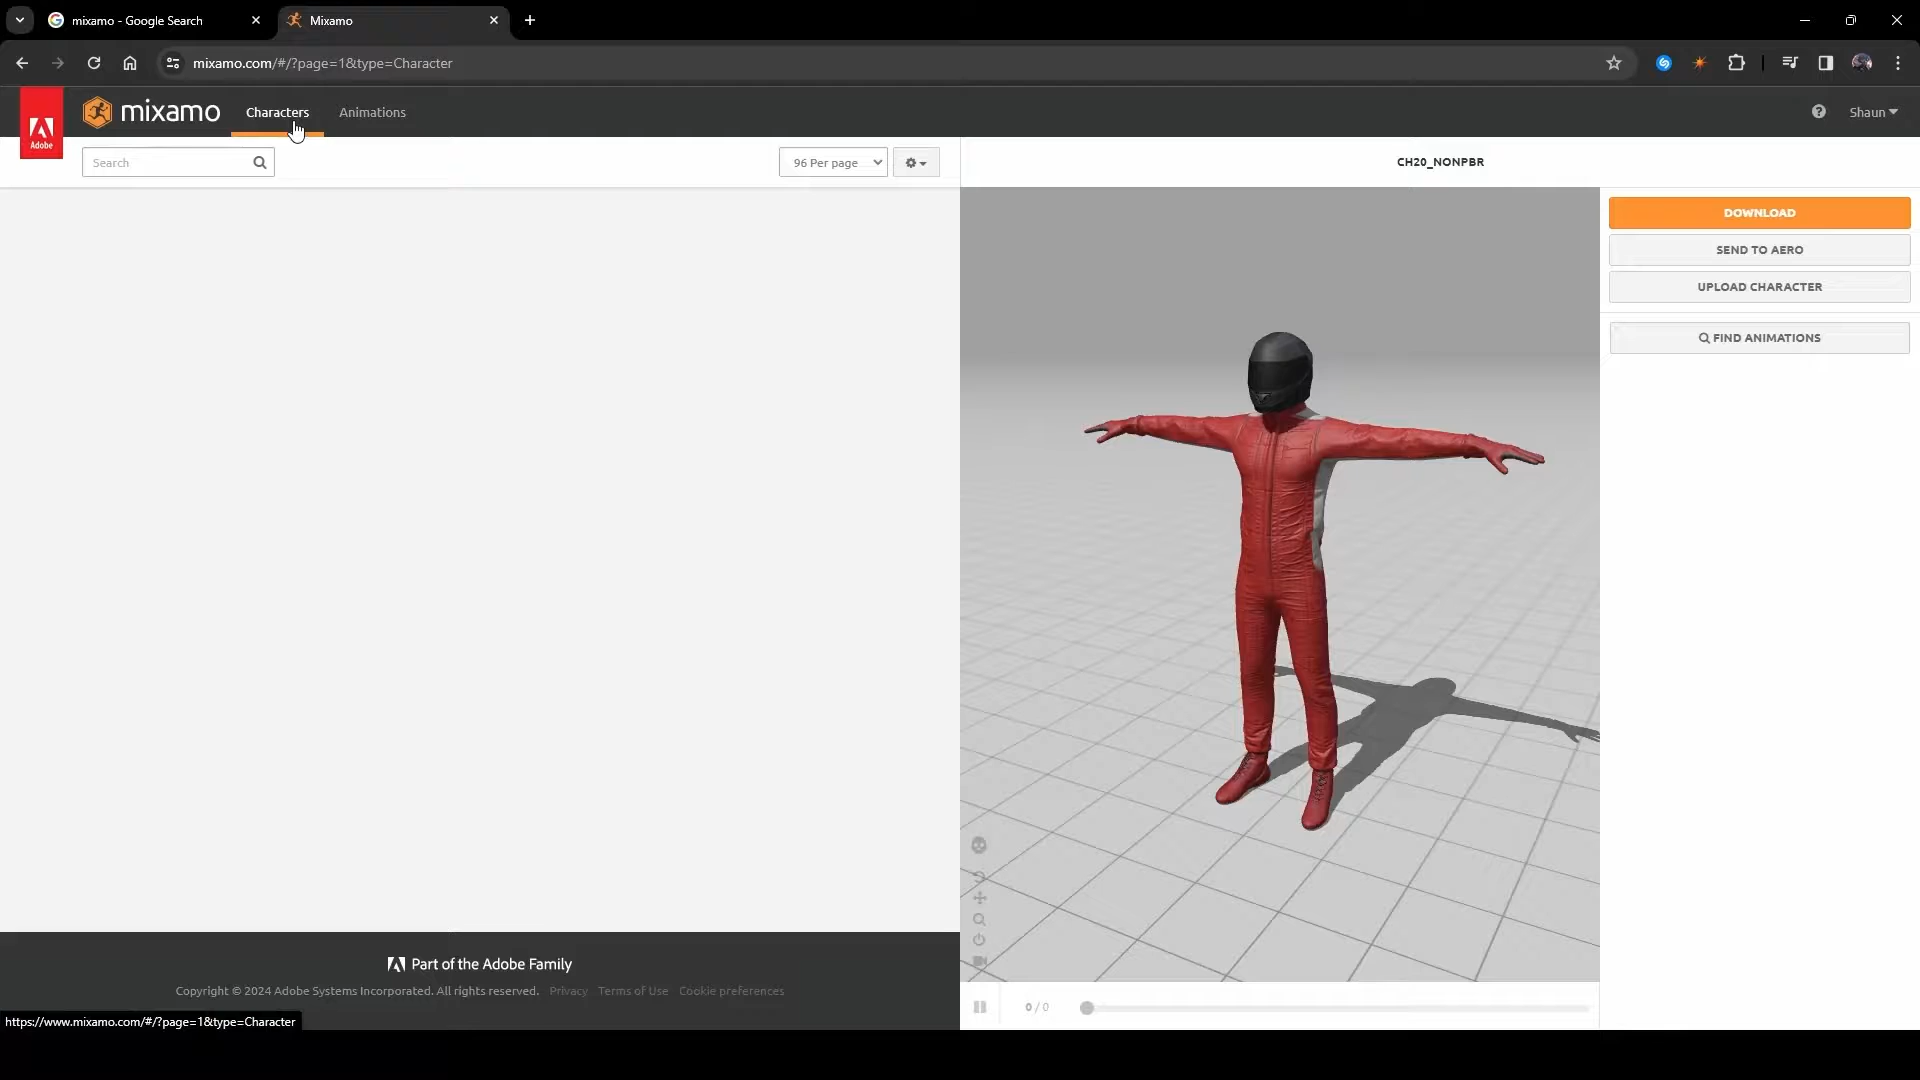 mixamo - Google Search
Mixamo
mixamo.com/#/?page=1&type=Character
Adobe
mixamo
Characters
Animations
Shaun
Search
96 Per page
CH20_NONPBR
DOWNLOAD
SEND TO AERO
UPLOAD CHARACTER
FIND ANIMATIONS
Part of the Adobe Family
Copyright © 2024 Adobe Systems Incorporated. All rights reserved. Privacy Terms of Use Cookie preferences
0 / 0
https://www.mixamo.com/#/?page=1&type=Character